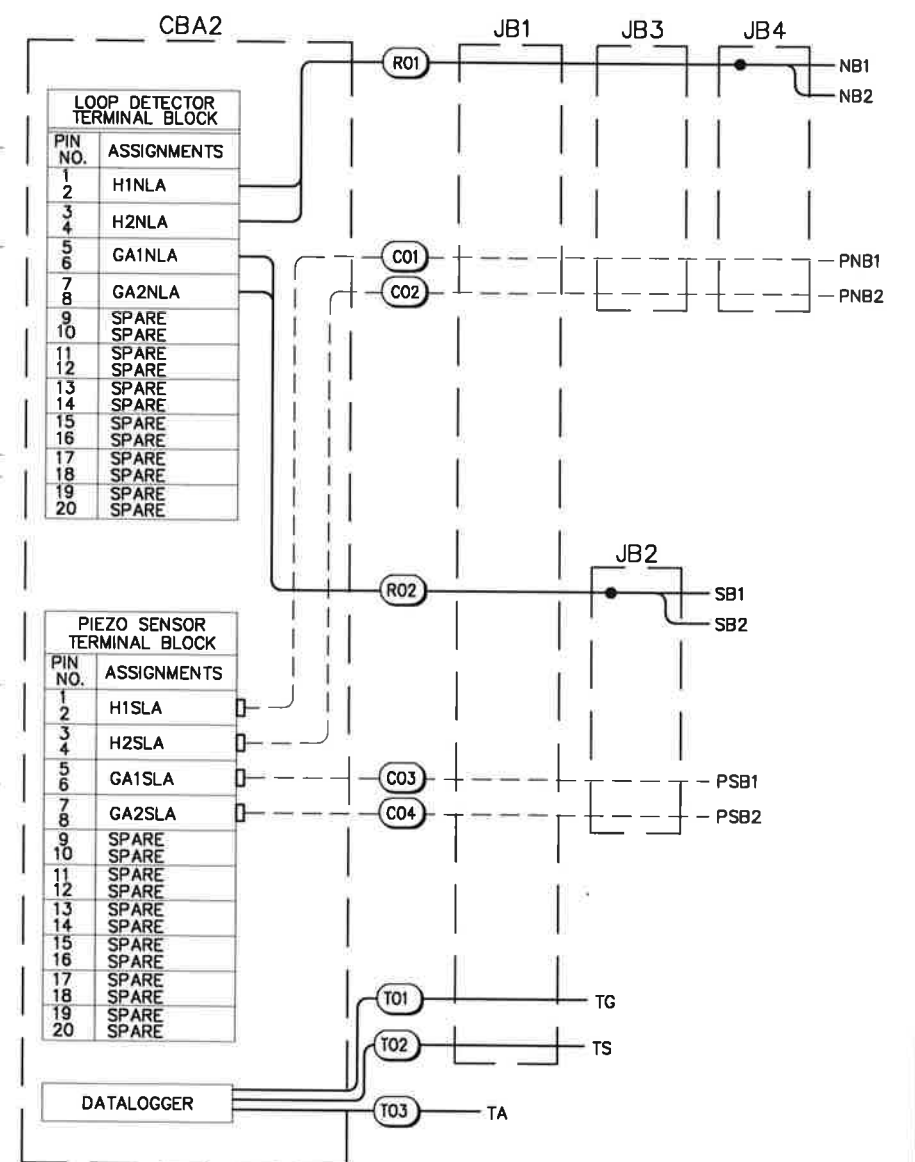 CBA2
JB1
JB3
JB4
R01
NB1
NB2
LOOP DETECTOR
TERMINAL BLOCK
PIN
NO.
ASSIGNMENTS
1
2
H1NLA
3
4
H2NLA
5
6
GA1NLA
7
8
GA2NLA
9 SPARE
10 SPARE
11 SPARE
12 SPARE
13 SPARE
14 SPARE
15 SPARE
16 SPARE
17 SPARE
18 SPARE
19 SPARE
20 SPARE
C01
PNB1
C02
PNB2
JB2
R02
SB1
SB2
PIEZO SENSOR
TERMINAL BLOCK
PIN
NO.
ASSIGNMENTS
1
2
H1SLA
3
4
H2SLA
5
6
GA1SLA
7
8
GA2SLA
9 SPARE
10 SPARE
11 SPARE
12 SPARE
13 SPARE
14 SPARE
15 SPARE
16 SPARE
17 SPARE
18 SPARE
19 SPARE
20 SPARE
C03
PSB1
C04
PSB2
T01
TG
T02
TS
DATALOGGER
T03
TA